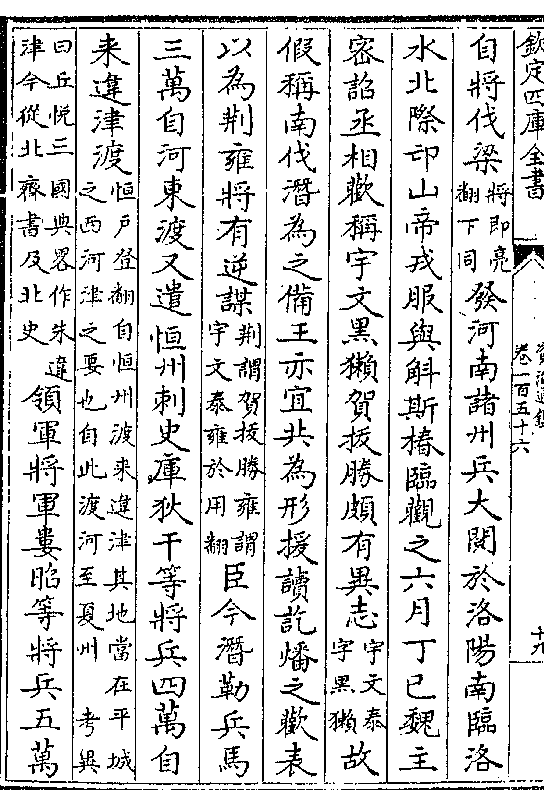 欽定四庫全書
資治通鑑
卷一百五十六
十九
自將伐梁將即亮翻下同發河南諸州兵大閱於洛陽南臨洛
水北際邙山帝戎服與斛斯椿臨觀之六月丁巳魏主
密詔丞相歡稱宇文黑獺賀拔勝頗有異志宇文泰字黑獺故
假稱南伐潛為之備王亦宜共為形援讀訖燔之歡表
以為荆雍將有逆謀荆謂賀拔勝雍謂宇文泰雍於用翻臣今潛勒兵馬
三萬自河東渡又遣恒州刺史庫狄干等將兵四萬自
来違津渡恒戶登翻自恒州渡来違津其地當在平城之西河津之要也自此渡河至夏州考異
曰丘悦三國典畧作朱違津今從北齊書及北史領軍將軍婁昭等將兵五萬